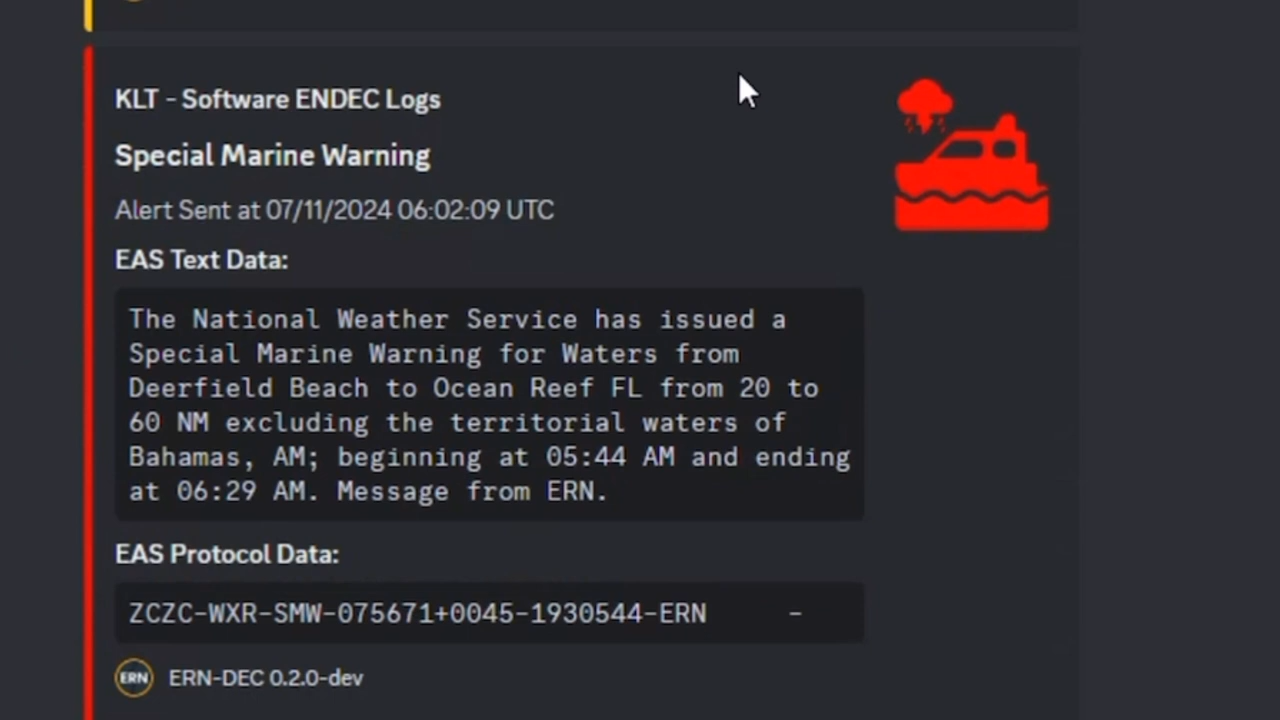 KLT - Software ENDEC Logs
Special Marine Warning
Alert Sent at 07/11/2024 06:02:09 UTC
EAS Text Data:
The National Weather Service has issued a
Special Marine Warning for Waters from
Deerfield Beach to Ocean Reef FL from 20 to
60 NM excluding the territorial waters of
Bahamas, AM; beginning at 05:44 AM and ending
at 06:29 AM. Message from ERN.
EAS Protocol Data:
ZCZC-WXR-SMW-075671+0045-1930544-ERN     -
ERN ERN-DEC 0.2.0-dev